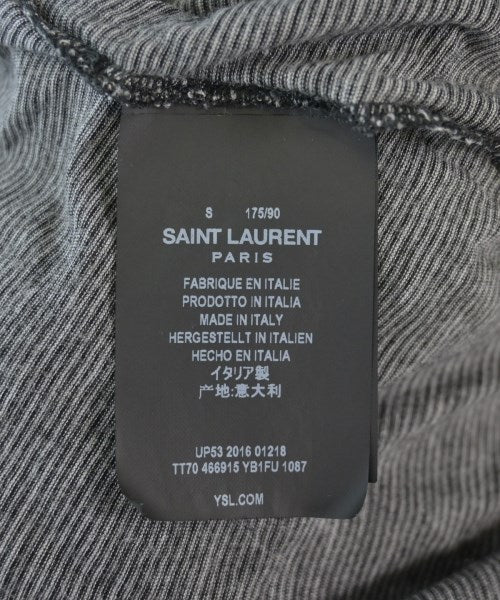 S 175/90
SAINT LAURENT
PARIS
FABRIQUE EN ITALIE
PRODOTTO IN ITALIA
MADE IN ITALY
HERGESTELLT IN ITALIEN
HECHO EN ITALIA
イタリア製
产地:意大利
UP53 2016 01218
TT70 466915 YB1FU 1087
YSL.COM